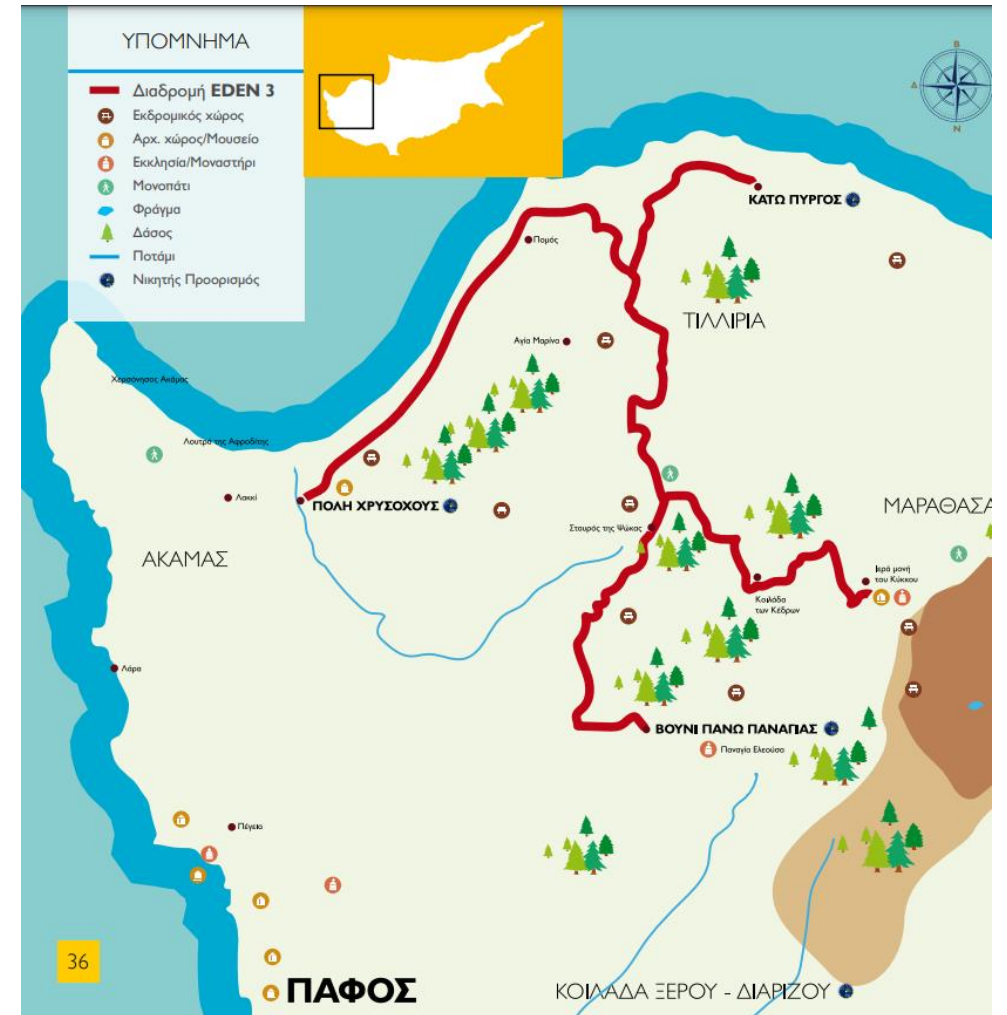 ΥΠΟΜΝΗΜΑ
Διαδρομή EDEN 3
Εκδρομικός χώρος
Αρχ. χώρος/Μουσείο
Εκκλησία/Μοναστήρι
Μονοπάτι
Φράγμα
Δάσος
Ποτάμι
Νικητής Προορισμός
Β
Δ
Ν
ΚΑΤΩ ΠΥΡΓΟΣ
Πομός
ΤΙΛΛΙΡΙΑ
Αγία Μαρίνα
Χερσόνησος Ακάμας
Λουτρα της Αφροδίτης
Λακκί
ΠΟΛΗ ΧΡΥΣΟΧΟΥΣ
ΜΑΡΑΘΑΣΑ
Σταυρός της Ψώκας
ΑΚΑΜΑΣ
Ιερά μονή
του Κύκκου
Κοιλάδα
των Κέδρων
Λάρα
ΒΟΥΝΙ ΠΑΝΩ ΠΑΝΑΓΙΑΣ
Παναγία Ελεούσα
Πέγεια
36
ΠΑΦΟΣ
ΚΟΙΛΑΔΑ ΞΕΡΟΥ - ΔΙΑΡΙΖΟΥ